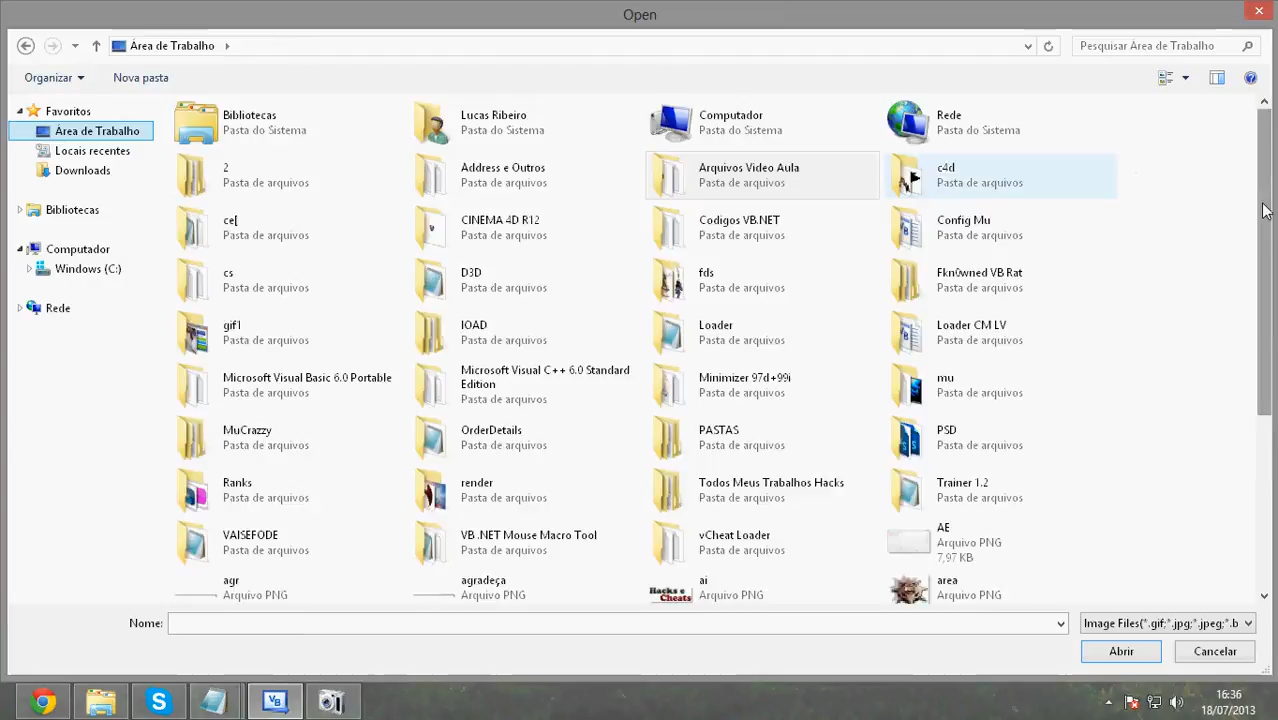 Open
Área de Trabalho
Pesquisar Área de Trabalho
Organizar
Nova pasta
Favoritos
Área de Trabalho
Locais recentes
Downloads
Bibliotecas
Computador
Windows (C:)
Rede
Bibliotecas
Pasta do Sistema
Lucas Ribeiro
Pasta do Sistema
Computador
Pasta do Sistema
Rede
Pasta do Sistema
2
Pasta de arquivos
Address e Outros
Pasta de arquivos
Arquivos Video Aula
Pasta de arquivos
c4d
Pasta de arquivos
ce[
Pasta de arquivos
CINEMA 4D R12
Pasta de arquivos
Codigos VB.NET
Pasta de arquivos
Config Mu
Pasta de arquivos
cs
Pasta de arquivos
D3D
Pasta de arquivos
fds
Pasta de arquivos
Fkn0wned VB Rat
Pasta de arquivos
gif1
Pasta de arquivos
IOAD
Pasta de arquivos
Loader
Pasta de arquivos
Loader CM LV
Pasta de arquivos
Microsoft Visual Basic 6.0 Portable
Pasta de arquivos
Microsoft Visual C++ 6.0 Standard
Edition
Pasta de arquivos
Minimizer 97d+99i
Pasta de arquivos
mu
Pasta de arquivos
MuCrazzy
Pasta de arquivos
OrderDetails
Pasta de arquivos
PASTAS
Pasta de arquivos
PSD
Pasta de arquivos
Ranks
Pasta de arquivos
render
Pasta de arquivos
Todos Meus Trabalhos Hacks
Pasta de arquivos
Trainer 1.2
Pasta de arquivos
VAISEFODE
Pasta de arquivos
VB .NET Mouse Macro Tool
Pasta de arquivos
vCheat Loader
Pasta de arquivos
AE
Arquivo PNG
7,97 KB
agr
Arquivo PNG
agradeça
Arquivo PNG
Hacks e
Cheats
ai
Arquivo PNG
area
Arquivo PNG
Nome:
Image Files(*.gif;*.jpg;*.jpeg;*.b
Abrir
Cancelar
VB
16:36
18/07/2013